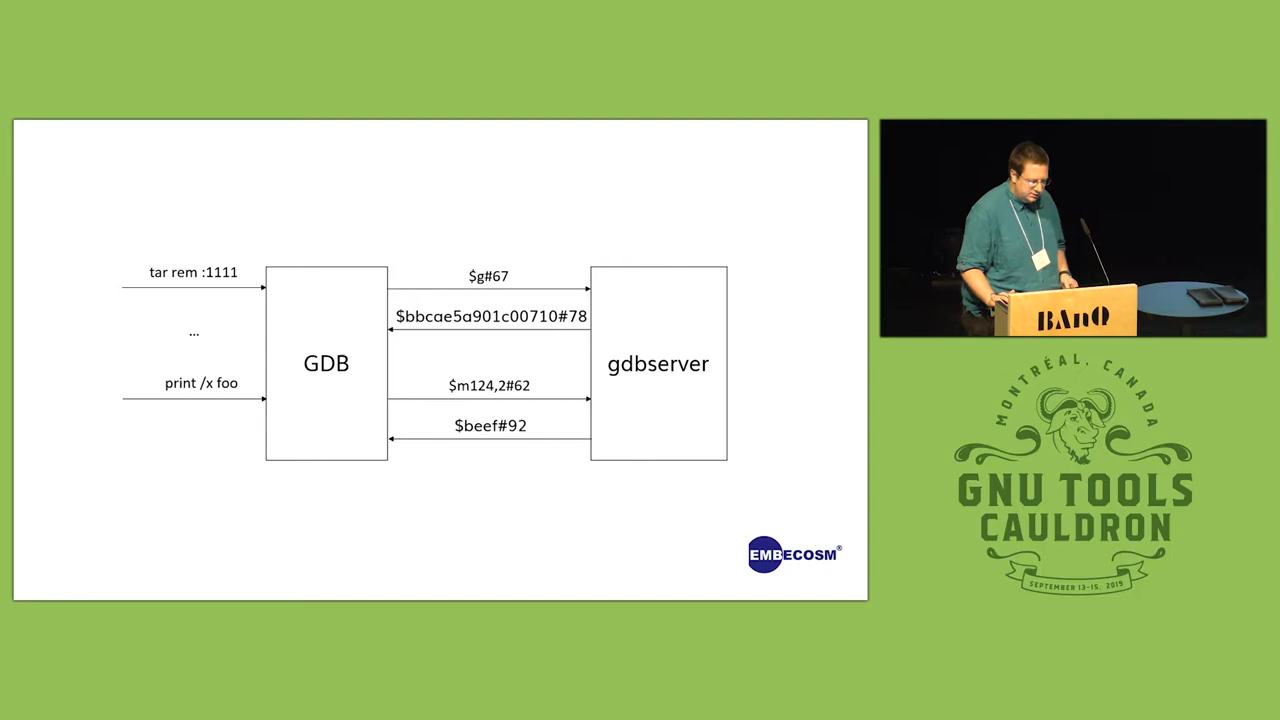 tar rem :1111
...
print /x foo
GDB
$g#67
$bbcae5a901c00710#78
$m124,2#62
$beef#92
gdbserver
EMBECOSM®
BAnQ
MONTRÉAL, CANADA
GNU TOOLS
CAULDRON
SEPTEMBER 13-15, 2019